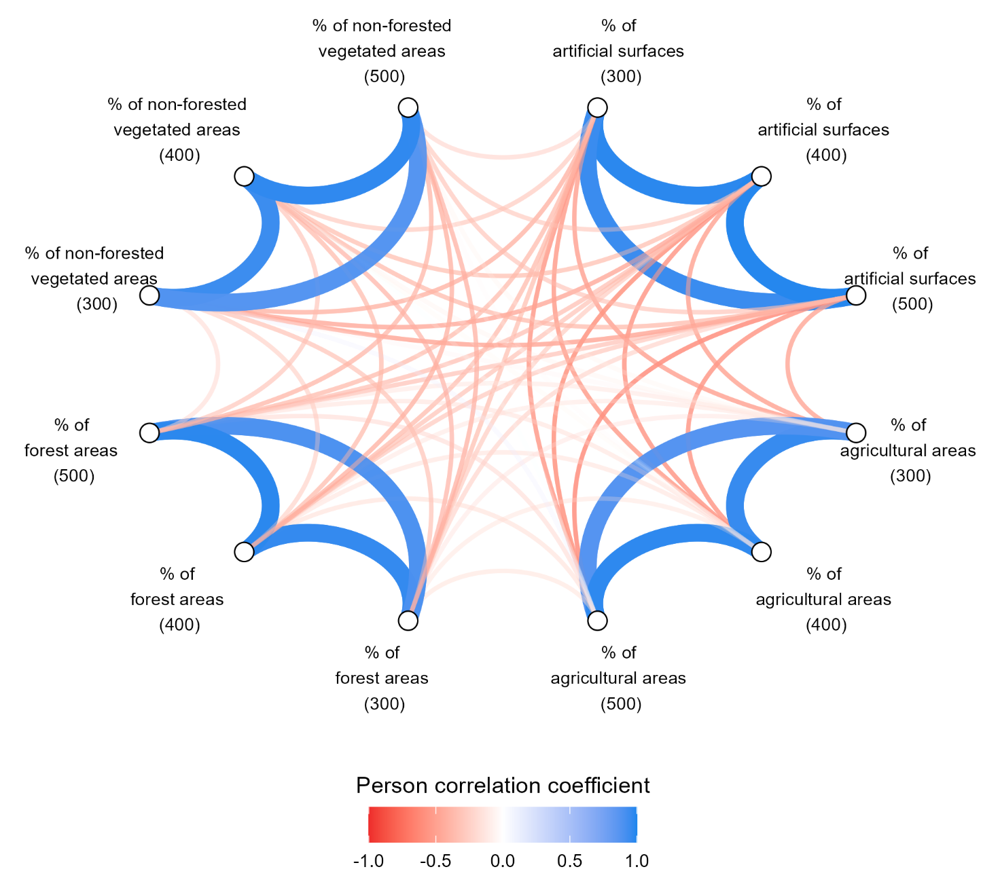 % of non-forested
vegetated areas
(500)
% of
artificial surfaces
(300)
% of non-forested
vegetated areas
(400)
% of
artificial surfaces
(400)
% of non-forested
vegetated areas
(300)
% of
artificial surfaces
(500)
% of
forest areas
(500)
% of
agricultural areas
(300)
% of
forest areas
(400)
% of
agricultural areas
(400)
% of
forest areas
(300)
% of
agricultural areas
(500)
Person correlation coefficient
-1.0 -0.5 0.0 0.5 1.0